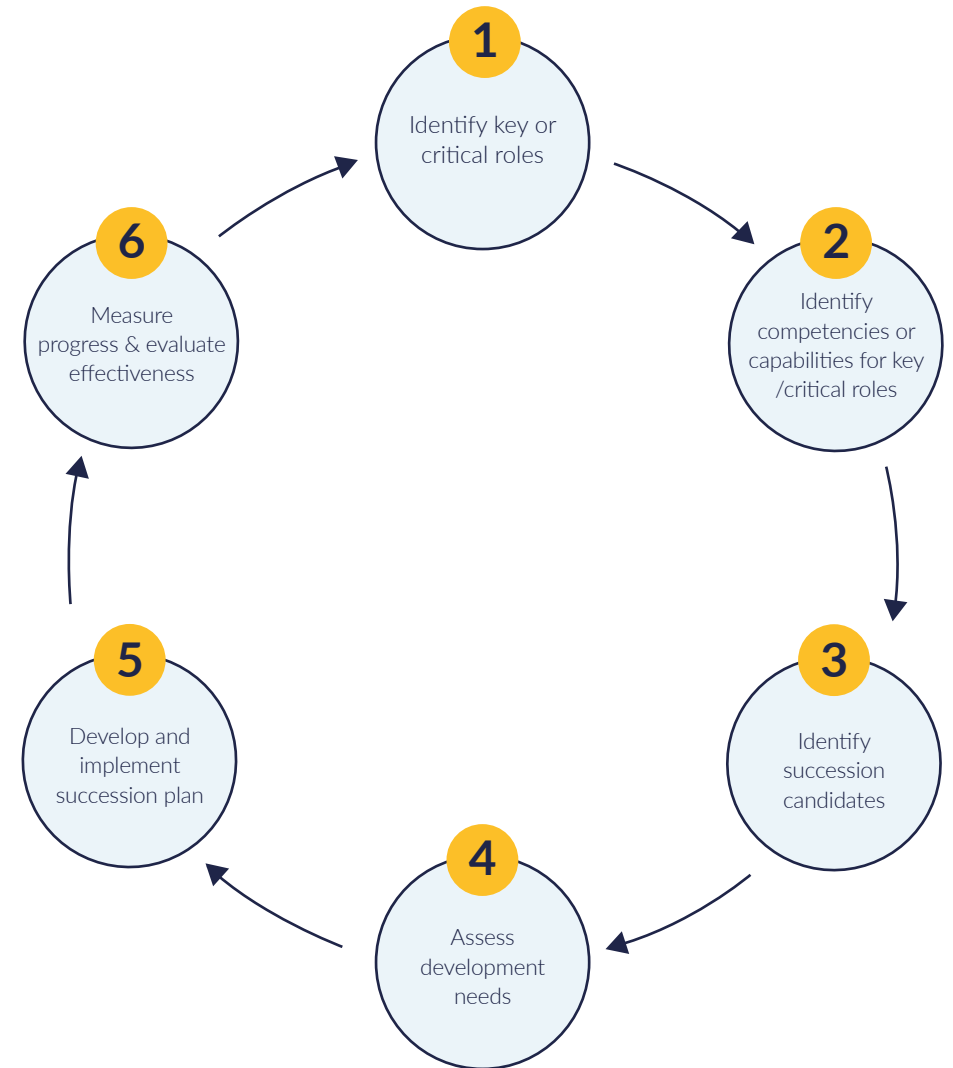 1
Identify key or
critical roles
2
Identify
competencies or
capabilities for key
/critical roles
3
Identify
succession
candidates
4
Assess
development
needs
5
Develop and
implement
succession plan
6
Measure
progress & evaluate
effectiveness